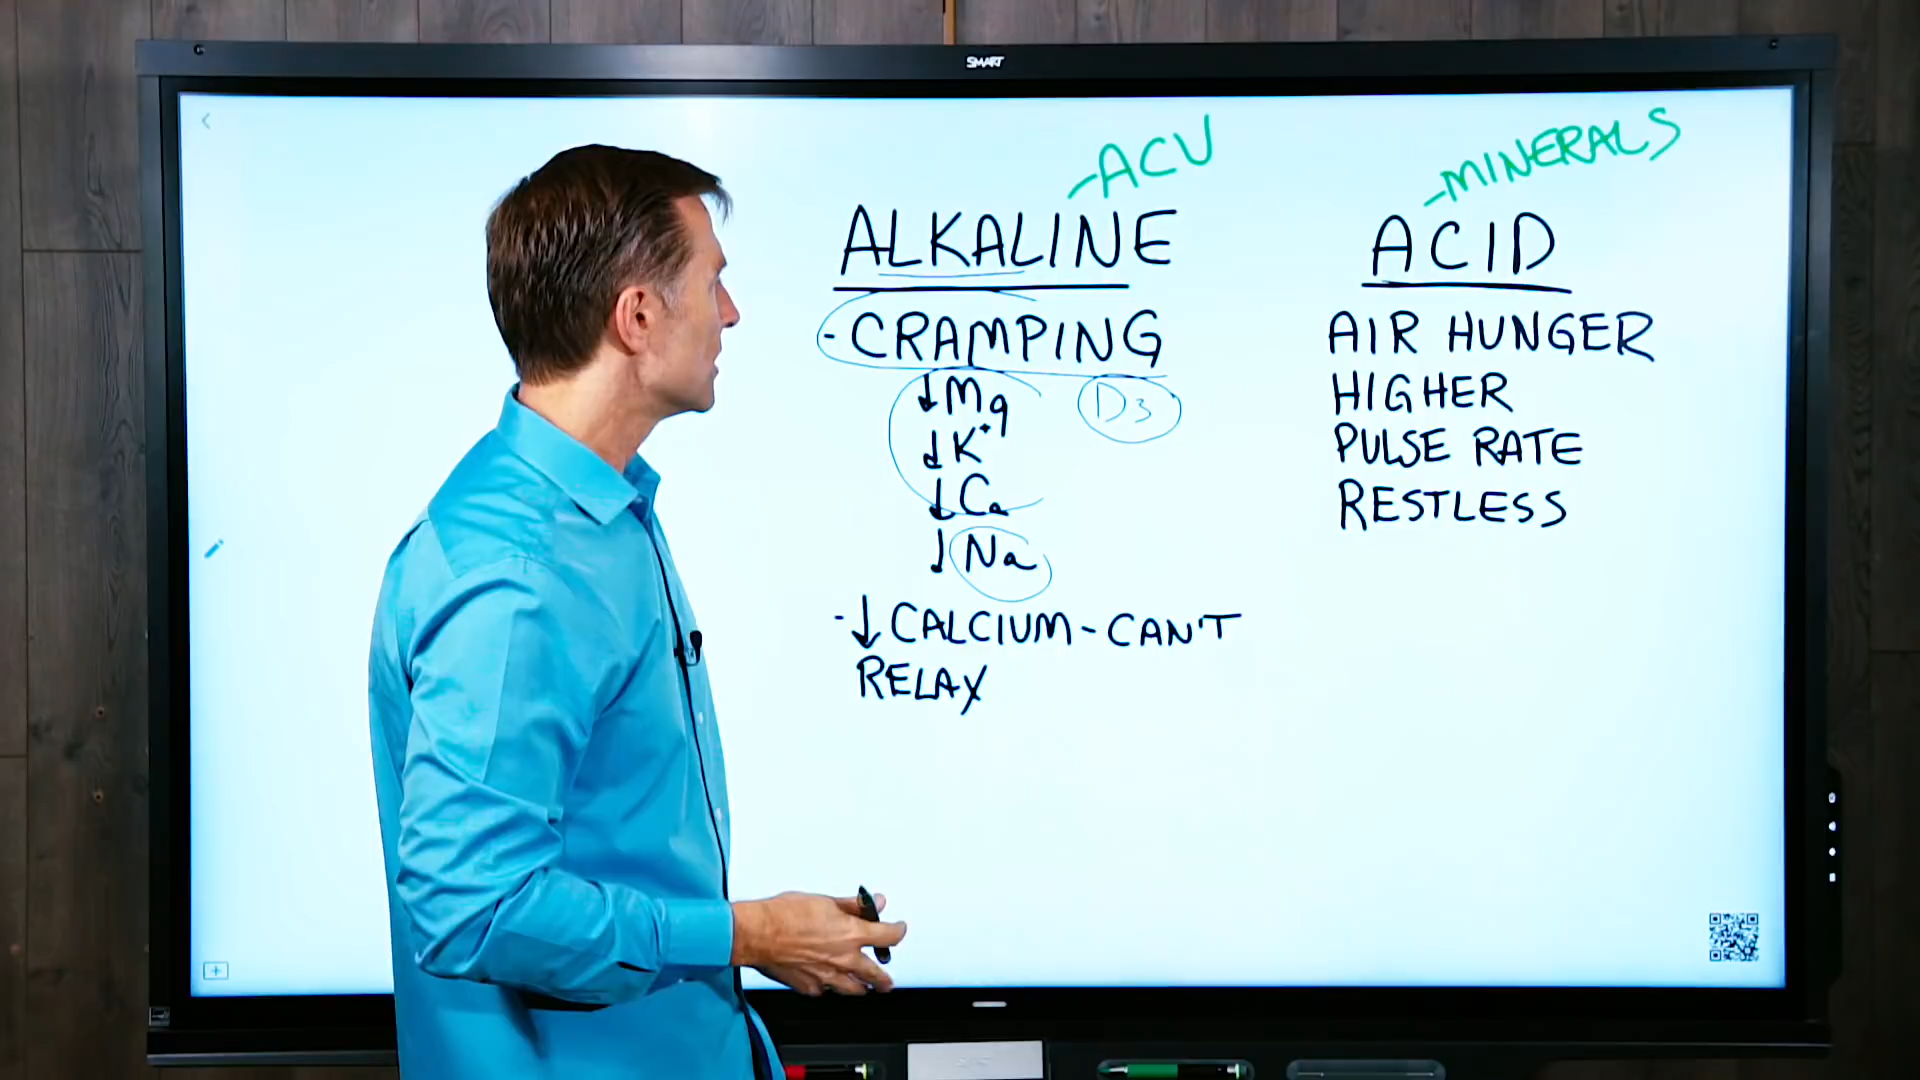 SMART
-ACV
ALKALINE
-CRAMPING
↓Mg
D3
↓K+
↓Ca
↓Na
-↓CALCIUM-CAN'T
RELAX
-MINERALS
ACID
AIR HUNGER
HIGHER
PULSE RATE
RESTLESS